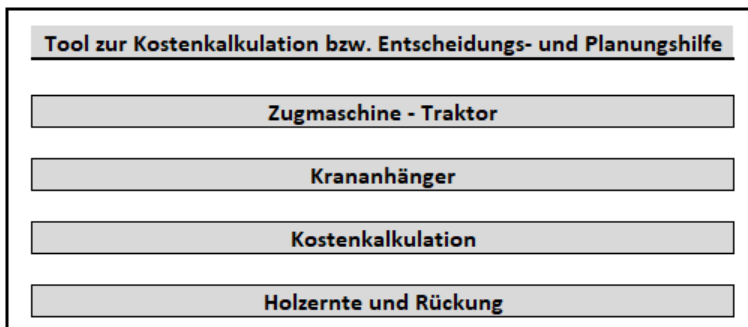 Tool zur Kostenkalkulation bzw. Entscheidungs- und Planungshilfe
Zugmaschine - Traktor
Krananhänger
Kostenkalkulation
Holzernte und Rückung